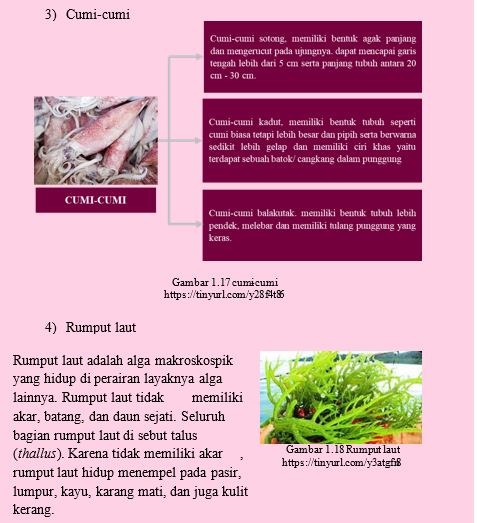 3) Cumi-cumi
Cumi-cumi sotong, memiliki bentuk agak panjang
dan mengerucut pada ujungnya. dapat mencapai garis
tengah lebih dari 5 cm serta panjang tubuh antara 20
cm - 30 cm.
Cumi-cumi kadut, memiliki bentuk tubuh seperti
cumi biasa tetapi lebih besar dan pipih serta berwarna
sedikit lebih gelap dan memiliki ciri khas yaitu
terdapat sebuah batok/ cangkang dalam punggung
CUMI-CUMI
Cumi-cumi balakutak. memiliki bentuk tubuh lebih
pendek, melebar dan memiliki tulang punggung yang
keras.
Gambar 1.17 cumi-cumi
https://tinyurl.com/y28f4t86
4) Rumput laut
Rumput laut adalah alga makroskospik
yang hidup di perairan layaknya alga
lainnya. Rumput laut tidak memiliki
akar, batang, dan daun sejati. Seluruh
bagian rumput laut di sebut talus
(thallus). Karena tidak memiliki akar ,
rumput laut hidup menempel pada pasir,
lumpur, kayu, karang mati, dan juga kulit
kerang.
Gambar 1.18 Rumput laut
https://tinyurl.com/y3atgfn8